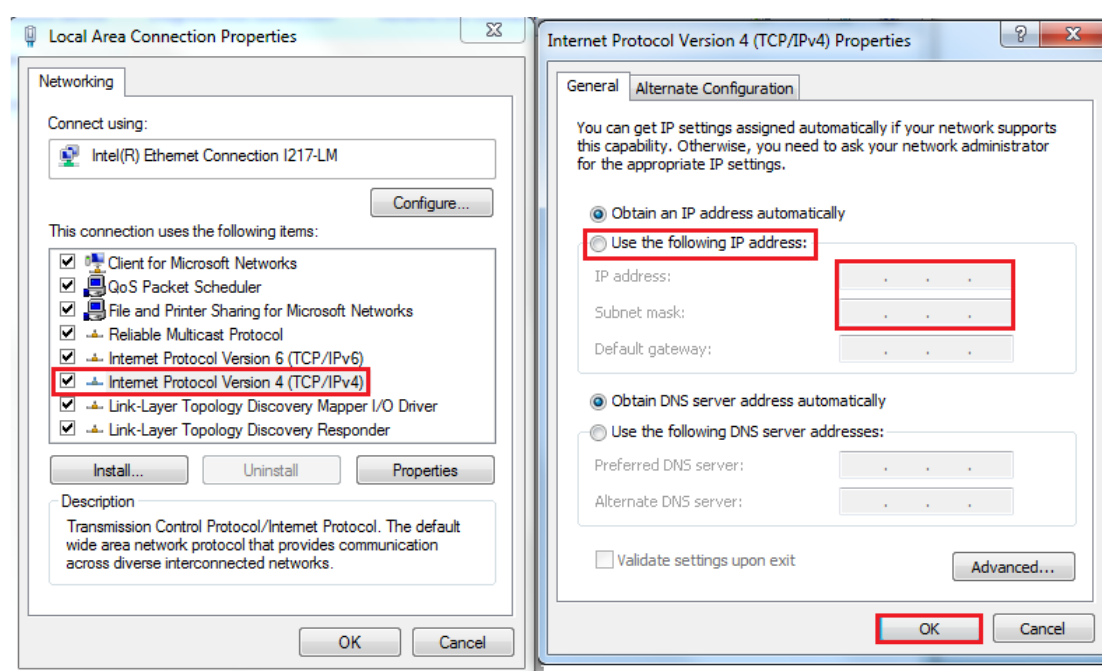 Local Area Connection Properties
Networking
Connect using:
Intel(R) Ethernet Connection I217-LM
Configure...
This connection uses the following items:
Client for Microsoft Networks
QoS Packet Scheduler
File and Printer Sharing for Microsoft Networks
Reliable Multicast Protocol
Internet Protocol Version 6 (TCP/IPv6)
Internet Protocol Version 4 (TCP/IPv4)
Link-Layer Topology Discovery Mapper I/O Driver
Link-Layer Topology Discovery Responder
Install...
Uninstall
Properties
Description
Transmission Control Protocol/Internet Protocol. The default
wide area network protocol that provides communication
across diverse interconnected networks.
OK
Cancel
Internet Protocol Version 4 (TCP/IPv4) Properties
General
Alternate Configuration
You can get IP settings assigned automatically if your network supports
this capability. Otherwise, you need to ask your network administrator
for the appropriate IP settings.
Obtain an IP address automatically
Use the following IP address:
IP address:
Subnet mask:
Default gateway:
Obtain DNS server address automatically
Use the following DNS server addresses:
Preferred DNS server:
Alternate DNS server:
Validate settings upon exit
Advanced...
OK
Cancel